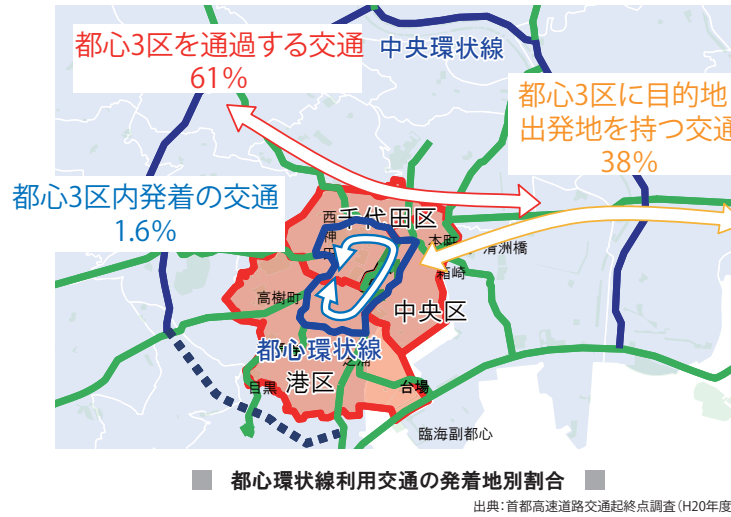 都心3区を通過する交通
61%
中央環状線
都心3区に目的地
出発地を持つ交通
38%
都心3区内発着の交通
1.6%
西神田
千代田区
本町
清洲橋
箱崎
高樹町
中央区
都心環状線
芝浦
目黒
港区
台場
臨海副都心
都心環状線利用交通の発着地別割合
出典:首都高速道路交通起終点調査(H20年度